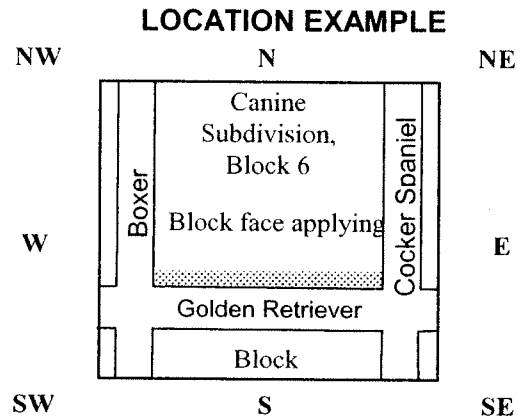 LOCATION EXAMPLE
NW N NE
Canine
Subdivision,
Block 6
Boxer
Cocker Spaniel
Block face applying
W E
Golden Retriever
Block
SW S SE